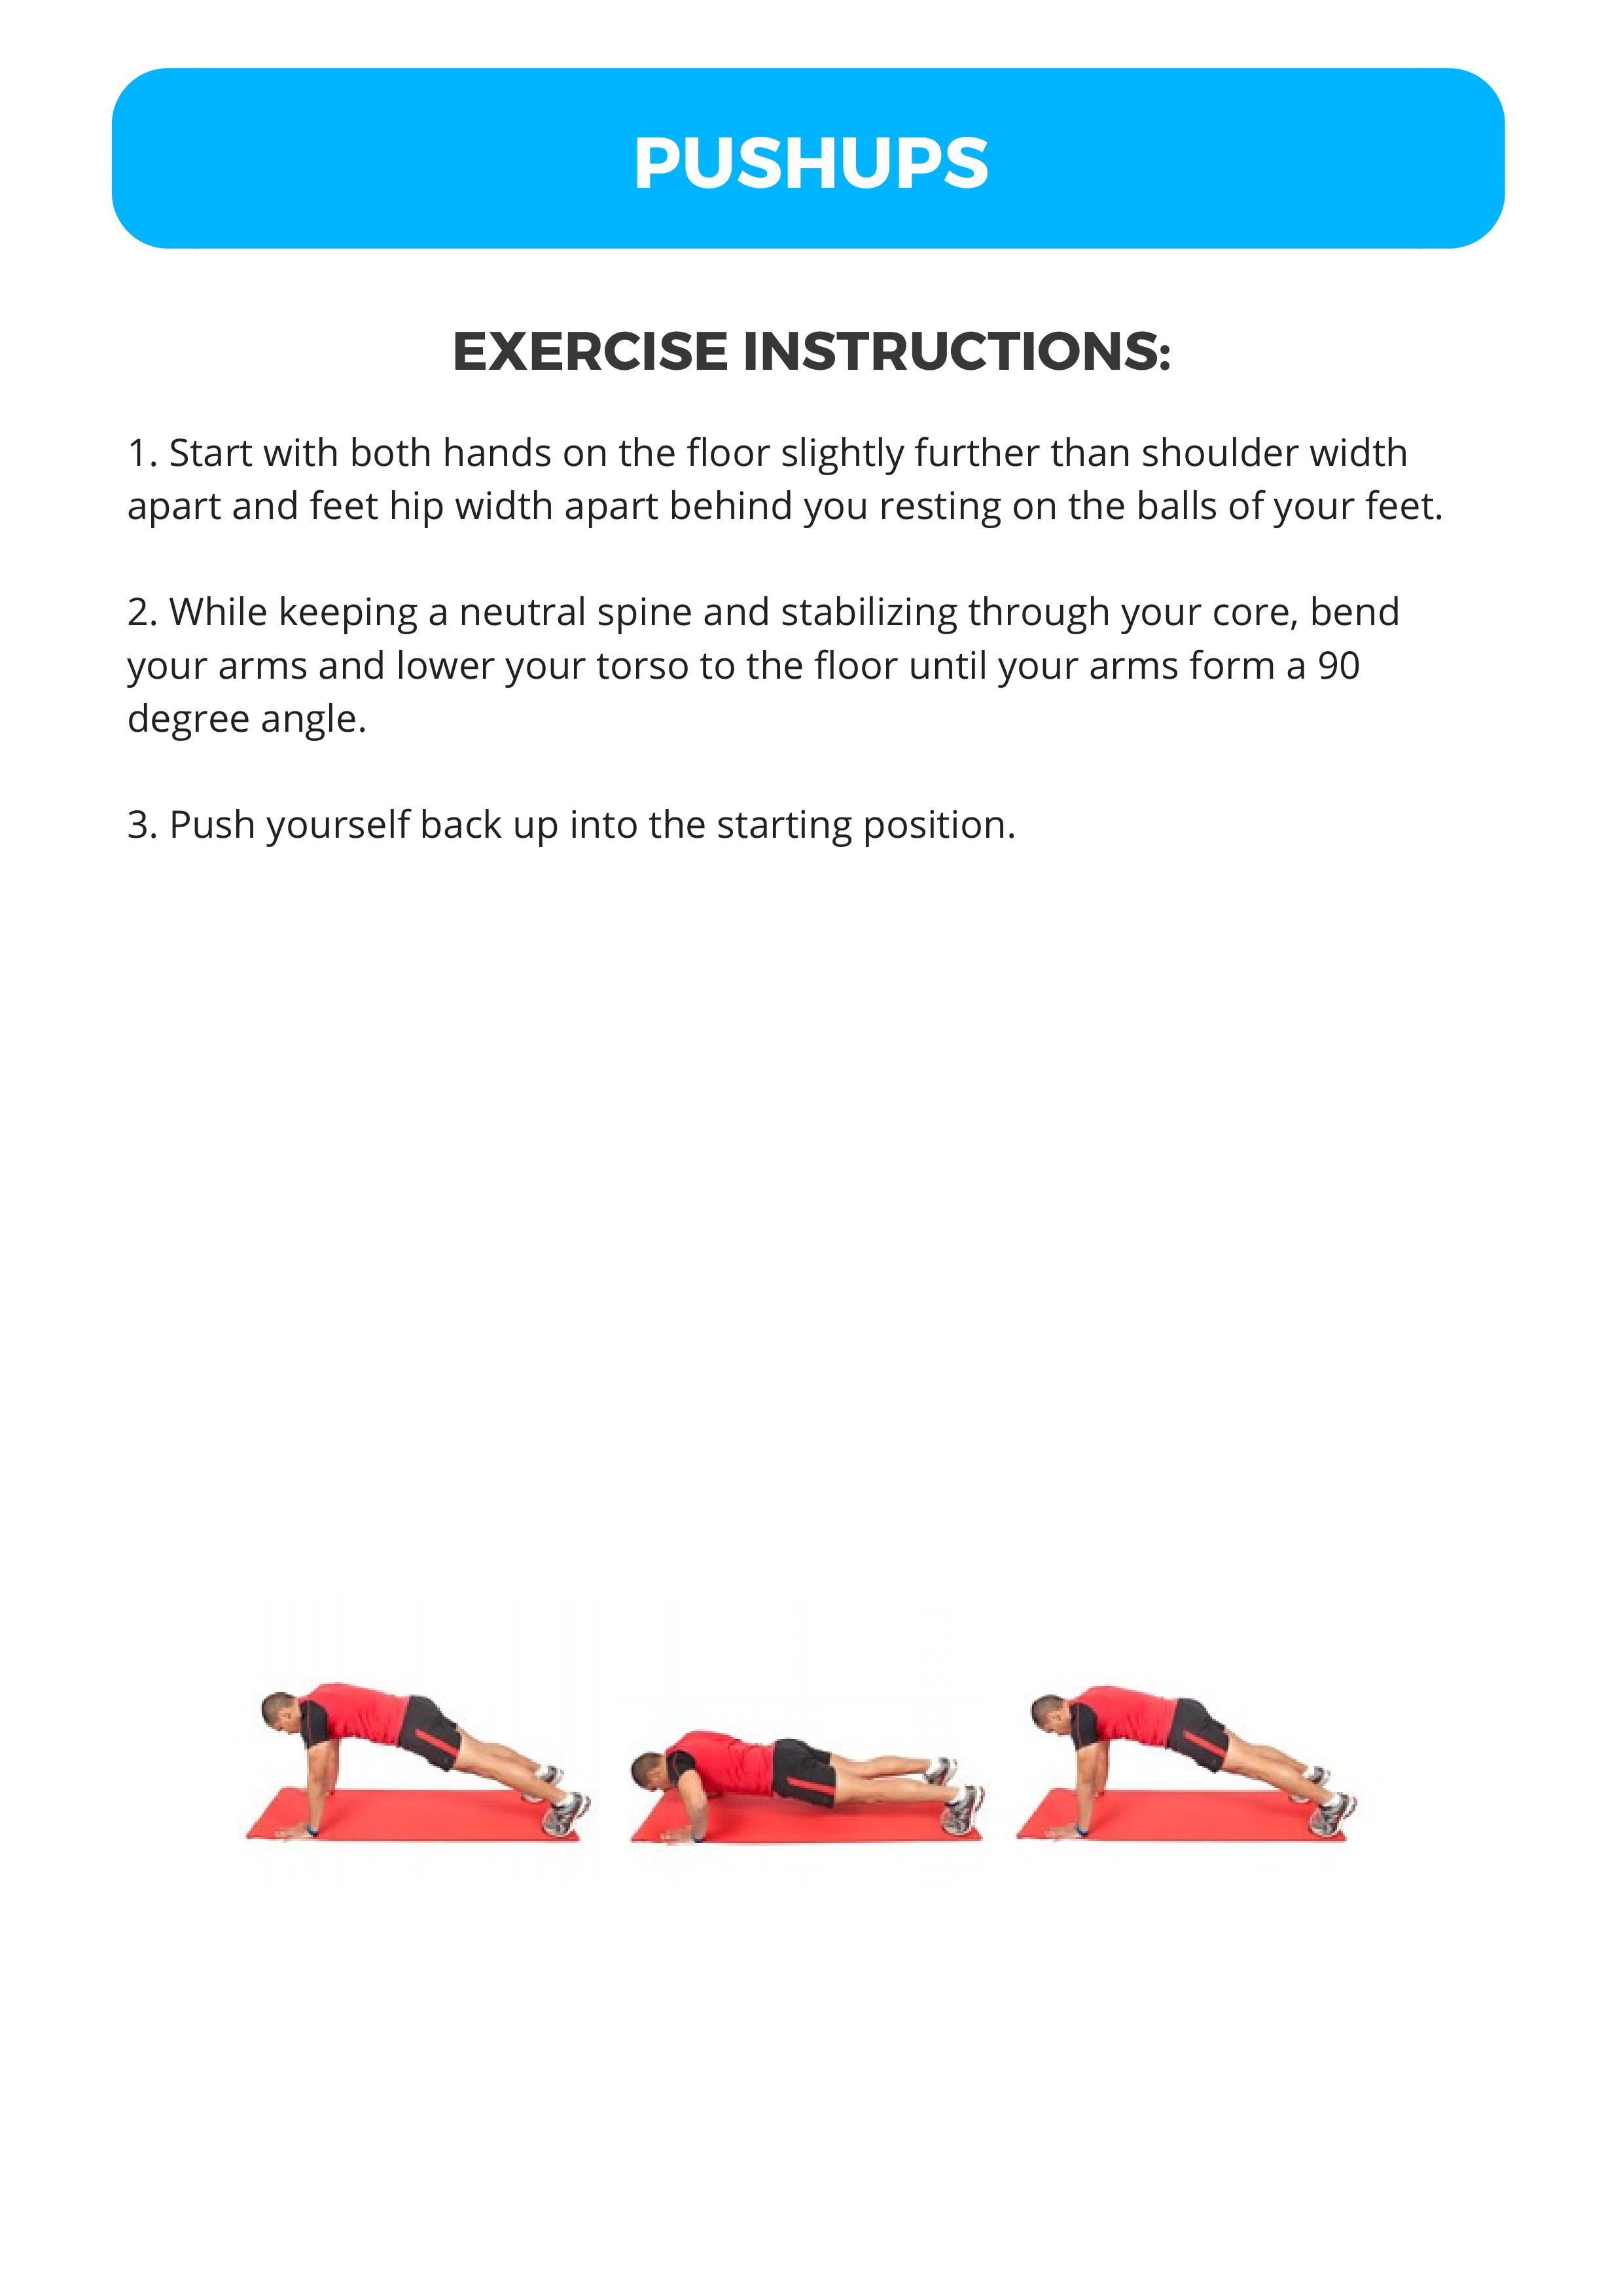 PUSHUPS
EXERCISE INSTRUCTIONS:
1. Start with both hands on the floor slightly further than shoulder width
apart and feet hip width apart behind you resting on the balls of your feet.
2. While keeping a neutral spine and stabilizing through your core, bend
your arms and lower your torso to the floor until your arms form a 90
degree angle.
3. Push yourself back up into the starting position.